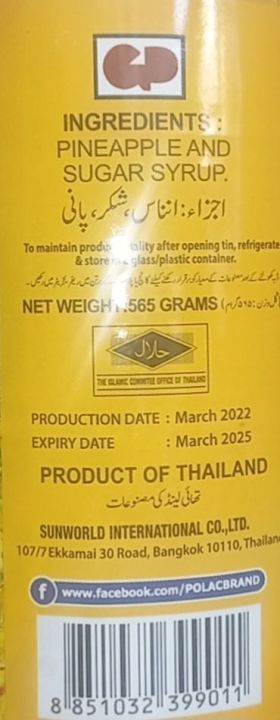 GP
INGREDIENTS :
PINEAPPLE AND
SUGAR SYRUP.
اجزاء: انناس، شکر، پانی
To maintain quality after opening tin, refrigerate
& store in a glass/plastic container.
NET WEIGHT:565 GRAMS
حلال
THE ISLAMIC COMMITTEE OFFICE OF THAILAND
PRODUCTION DATE : March 2022
EXPIRY DATE : March 2025
PRODUCT OF THAILAND
تھائی لینڈ کی مصنوعات
SUNWORLD INTERNATIONAL CO.,LTD.
107/7 Ekkamai 30 Road, Bangkok 10110,
f www.facebook.com/POLACBRAND
8 851032 399011